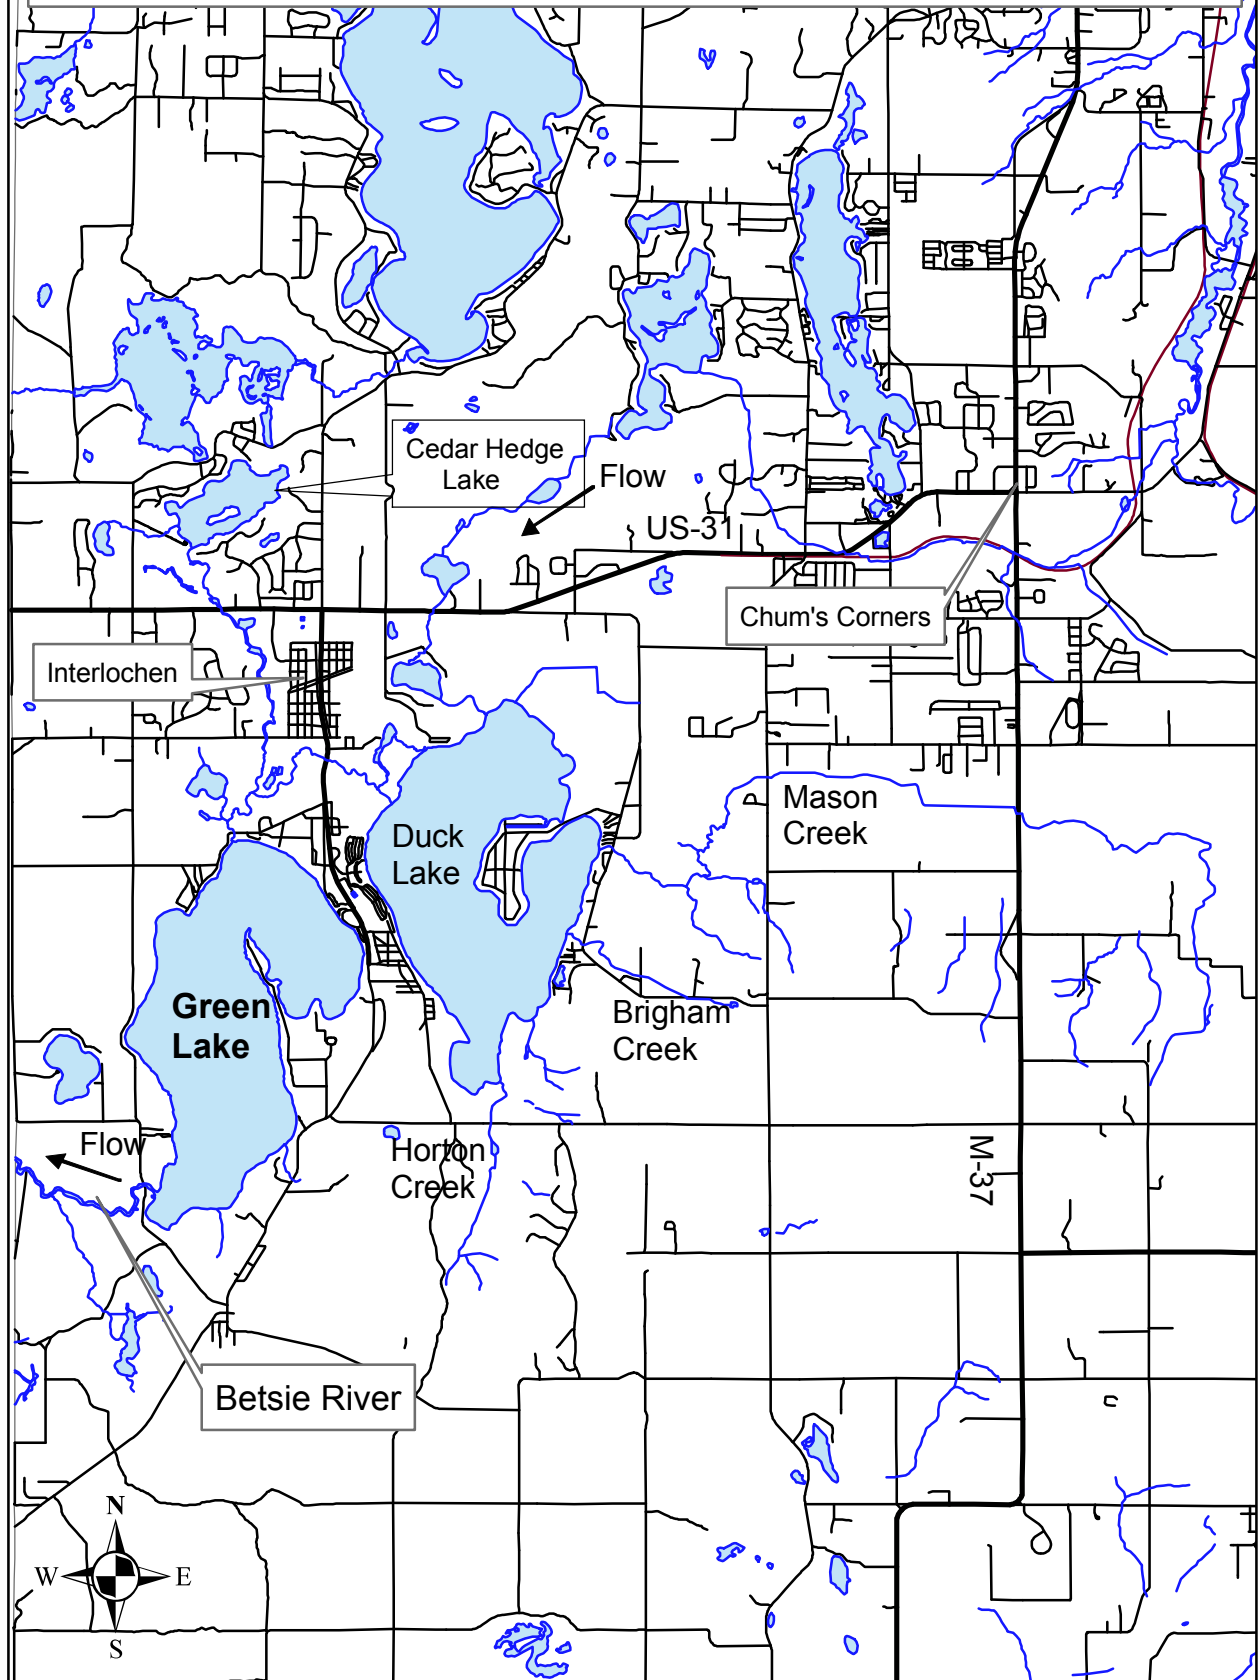 Cedar Hedge
Lake
Flow
US-31
Chum's Corners
Interlochen
Mason
Creek
Duck
Lake
Green
Lake
Brigham
Creek
Flow
Horton
Creek
M-37
Betsie River
N
W
E
S